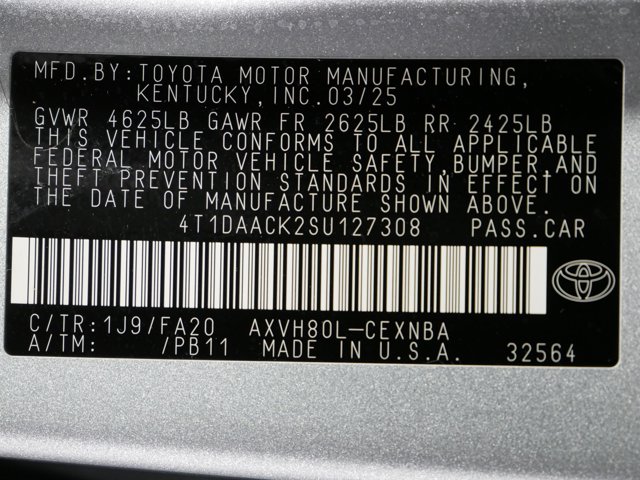 MFD.BY:TOYOTA MOTOR MANUFACTURING,
KENTUCKY,INC.03/25
GVWR 4625LB GAWR FR 2625LB RR 2425LB
THIS VEHICLE CONFORMS TO ALL APPLICABLE
FEDERAL MOTOR VEHICLE SAFETY,BUMPER,AND
THEFT PREVENTION STANDARDS IN EFFECT ON
THE DATE OF MANUFACTURE SHOWN ABOVE.
4T1DAACK2SU127308 PASS.CAR
C/TR:1J9/FA20 AXVH80L-CEXNBA
A/TM: /PB11 MADE IN U.S.A. 32564